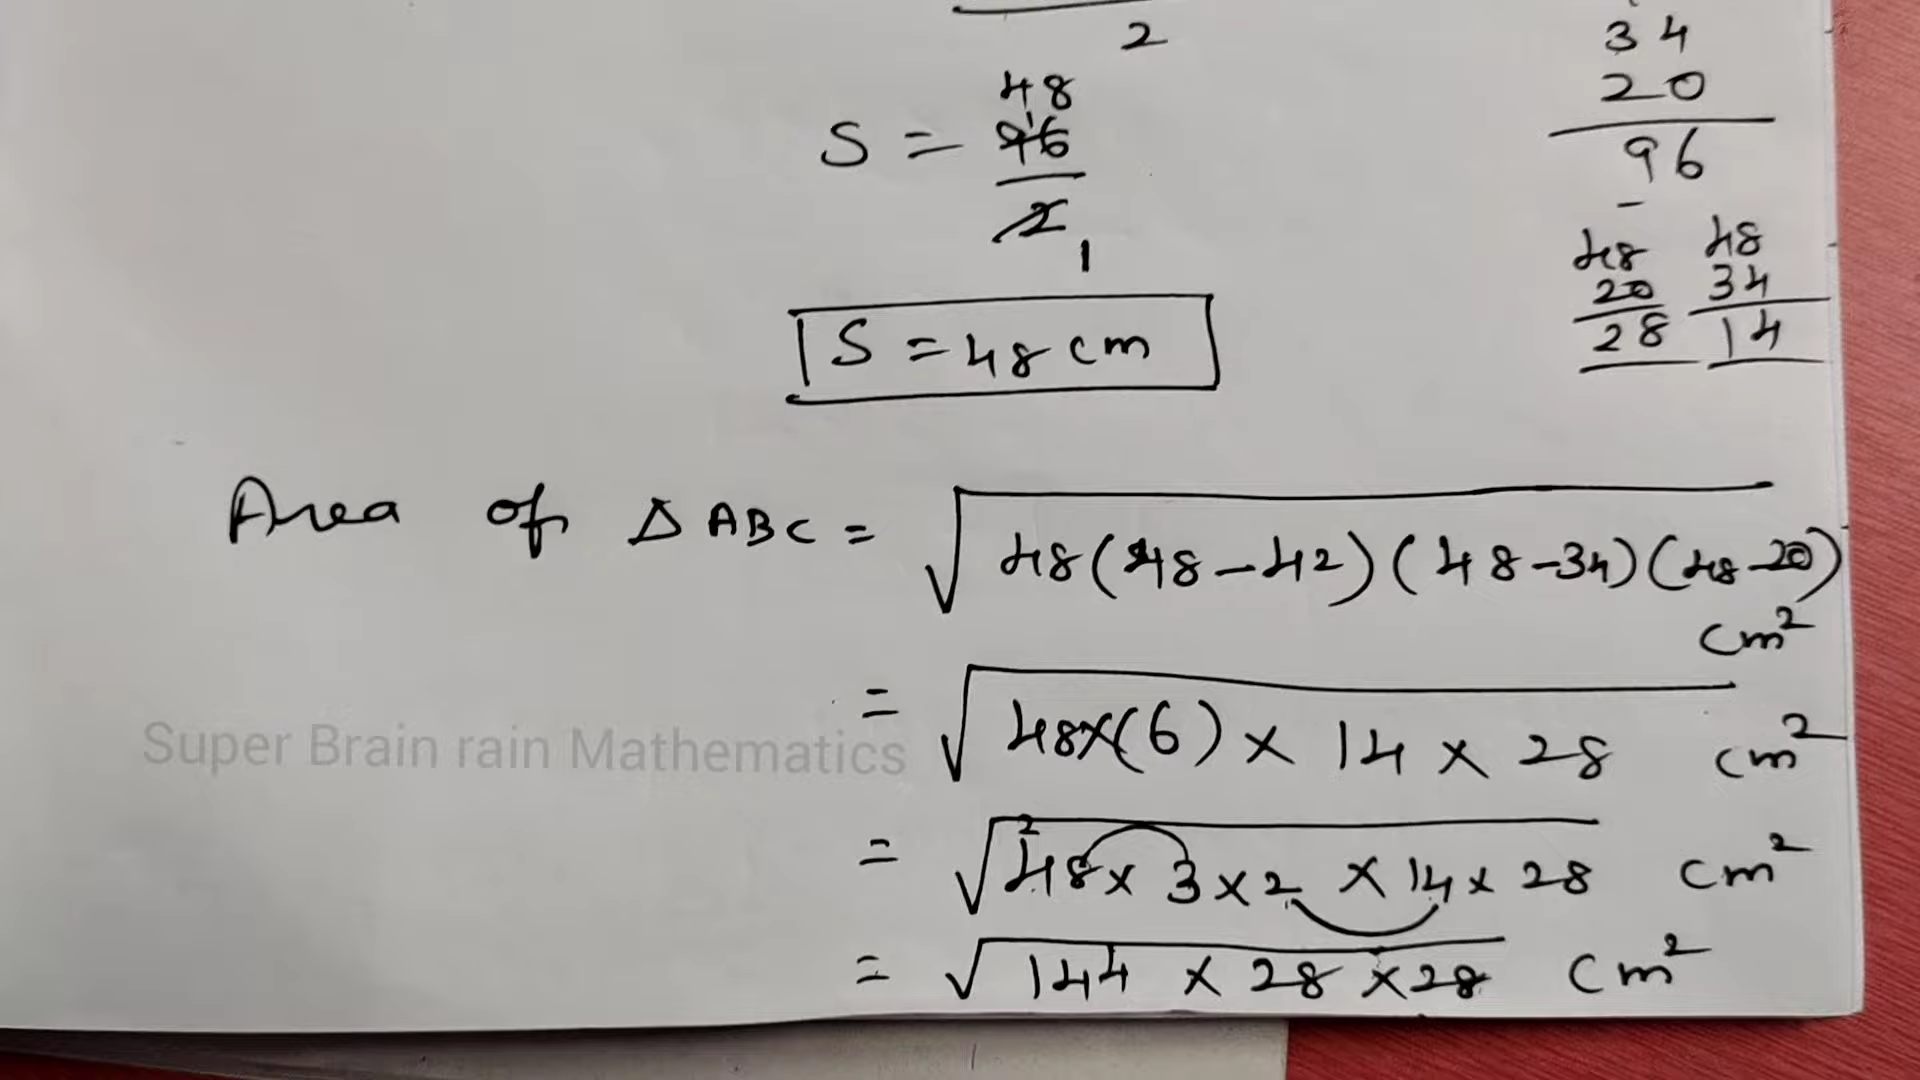 2
48
S = 96
2
1
S = 48 cm
34
20
96
48 48
20 34
28 14
Area of Δ ABC = √48(48-42)(48-34)(48-20)
cm²
= √48×(6) × 14 × 28 cm²
Super Brain rain Mathematics
2
= √48 × 3 × 2 × 14 × 28 cm²
= √144 × 28 × 28 cm²